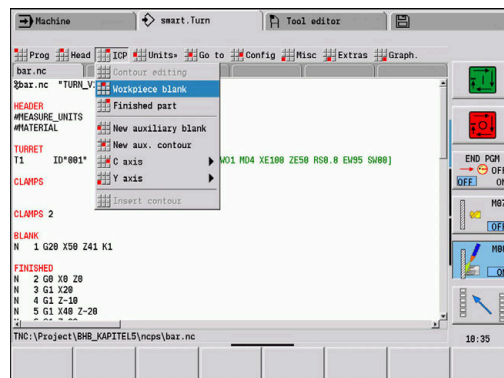 Machine smart.Turn Tool editor
Prog Head ICP Units» Go to Config Misc Extras Graph.
bar.nc
Contour editing
Workpiece blank
Finished part
New auxiliary blank
New aux. contour
C axis
Y axis
Insert contour
%bar.nc "TURN_V
HEADER
#MEASURE_UNITS
#MATERIAL
TURRET
T1 ID"001" WO1 MD4 XE100 ZE50 RS0.8 EW95 SW80]
CLAMPS
CLAMPS 2
BLANK
N 1 G20 X50 Z41 K1
FINISHED
N 2 G0 X0 Z0
N 3 G1 X20
N 4 G1 Z-10
N 5 G1 X40 Z-20
TNC:\Project\BHB_KAPITEL5\ncps\bar.nc
END PGM
OFF
OFF ON
10:35